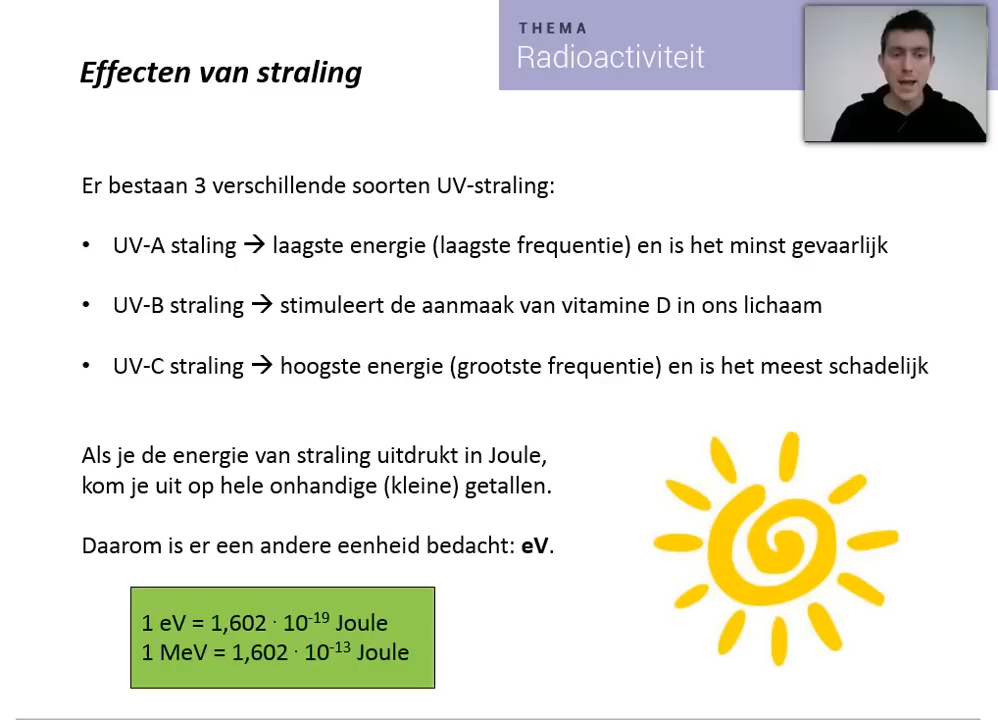 THEMA
Radioactiviteit
Effecten van straling
Er bestaan 3 verschillende soorten UV-straling:
• UV-A staling → laagste energie (laagste frequentie) en is het minst gevaarlijk
• UV-B straling → stimuleert de aanmaak van vitamine D in ons lichaam
• UV-C straling → hoogste energie (grootste frequentie) en is het meest schadelijk
Als je de energie van straling uitdrukt in Joule,
kom je uit op hele onhandige (kleine) getallen.
Daarom is er een andere eenheid bedacht: eV.
1 eV = 1,602 · 10⁻¹⁹ Joule
1 MeV = 1,602 · 10⁻¹³ Joule